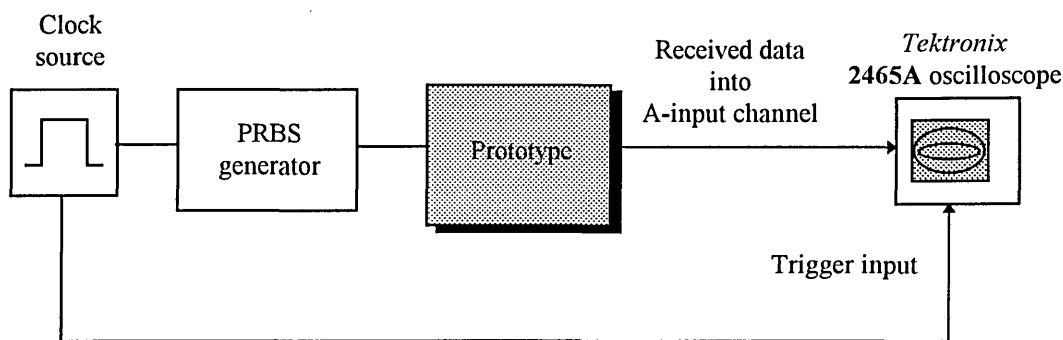 Clock
source
PRBS
generator
Prototype
Received data
into
A-input channel
Tektronix
2465A oscilloscope
Trigger input